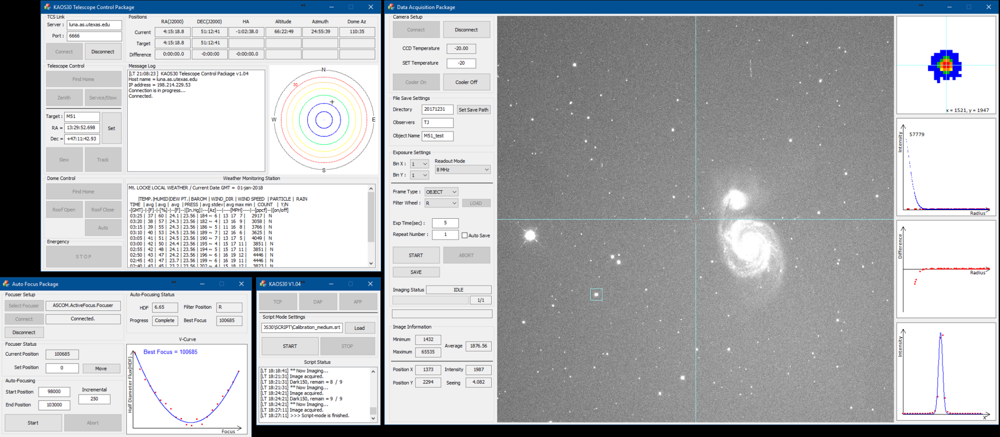 KAOS30 Telescope Control Package
TCS Link
Server : luna.as.utexas.edu
Port : 6666
Connect Disconnect
Positions
RA(J2000) DEC(J2000) HA Altitude Azimuth Dome Az
Current 4:15:18.8 51:12:41 -1:02:38.0 66:22:49 24:55:39 110:35
Target 4:15:18.8 51:12:41
Difference 0:00:00.0 -0:00:00 -0:00:00.0
Telescope Control
Find Home
Zenith Service/Stow
Target : M51
RA = 13:29:52.698
Dec = +47:11:42.93
Set
Slew Track
Message Log
[LT 21:08:23 ] KAOS30 Telescope Control Package v1.04
Host name = luna.as.utexas.edu
IP address = 198.214.229.53
Connection is in progress...
Connected.
N
30
W E
S
Dome Control
Find Home
Roof Open Roof Close
Auto
Emergency
S T O P
Weather Monitoring Station
Mt. LOCKE LOCAL WEATHER / Current Date GMT = 01-jan-2018
|TEMP.|HUMID|DEW PT.| BAROM | WIND_DIR | WIND SPEED | PARTICLE | RAIN
TIME | avg | avg | avg | PRESS | avg stdev| avg max min | COUNT | Y/N
-[GMT]-|-[F]-|-[%]-|--[F]--|[In.Hg]|---[Az]---|----[MPH]----|--[ppcf]--|[on/off]
03:25 | 37 | 60 | 24.1 | 23.56 | 184 ~ 6 | 13 17 7 | 2917 | N
03:20 | 38 | 57 | 24.3 | 23.56 | 182 ~ 4 | 13 16 9 | 3058 | N
03:15 | 39 | 55 | 24.3 | 23.56 | 186 ~ 5 | 11 16 8 | 3766 | N
03:10 | 40 | 53 | 24.5 | 23.56 | 189 ~ 7 | 12 16 6 | 3625 | N
03:05 | 41 | 51 | 24.5 | 23.56 | 190 ~ 7 | 13 17 5 | 4049 | N
03:00 | 42 | 50 | 24.4 | 23.56 | 195 ~ 4 | 15 17 11 | 3851 | N
02:55 | 42 | 48 | 24.1 | 23.56 | 194 ~ 5 | 15 17 11 | 3851 | N
02:50 | 43 | 47 | 24.2 | 23.56 | 196 ~ 6 | 16 19 12 | 4446 | N
02:45 | 43 | 47 | 23.7 | 23.56 | 199 ~ 6 | 16 19 11 | 4446 | N
02:40 | 43 | 45 | 23.2 | 23.56 | 202 ~ 4 | 15 18 12 | 3823 | N
Auto Focus Package
Focuser Setup
Select Focuser ASCOM.ActiveFocus.Focuser
Connect Connected.
Disconnect
Focuser Status
Current Position 100685
Set Position 0 Move
Auto-Focusing
Start Position 98000
Incremental
250
End Position 103000
Start Abort
Auto-Focusing Status
HDF 6.65 Filter Position R
Progress Complete Best Focus 100685
V-Curve
Best Focus = 100685
Half Diameter Flux(HDF)
Focus
KAOS30 V1.04
TCP DAP AFP
Script Mode Settings
OS30\SCRIPT\Calibration_medium.srt Load
START STOP
Script Status
[LT 18:18:41] ** Now Imaging...
[LT 18:21:31] Image acquired.
[LT 18:21:31] Dark150, remain = 8 / 9
[LT 18:21:31] ** Now Imaging...
[LT 18:24:21] Image acquired.
[LT 18:24:21] Dark150, remain = 9 / 9
[LT 18:24:21] ** Now Imaging...
[LT 18:27:11] Image acquired.
[LT 18:27:11] >>> Script-mode is finished.
Data Acquisition Package
Camera Setup
Connect Disconnect
CCD Temperature -20.00
SET Temperature -20
Cooler On Cooler Off
File Save Settings
Directory 20171231 Set Save Path
Observers TJ
Object Name M51_test
Exposure Settings
Bin X : 1
Readout Mode
8 MHz
Bin Y : 1
Frame Type : OBJECT
Filter Wheel : R LOAD
Exp Time(sec) : 5
Repeat Number : 1 Auto Save
START ABORT
SAVE
Imaging Status IDLE
1/1
Image Information
Minimum 1432
Average 1876.56
Maximum 65535
Position X 1373 Intensity 1987
Position Y 2294 Seeing 4.082
x = 1521, y = 1947
57779
Intensity
Radius
Difference
Radius
Intensity
X